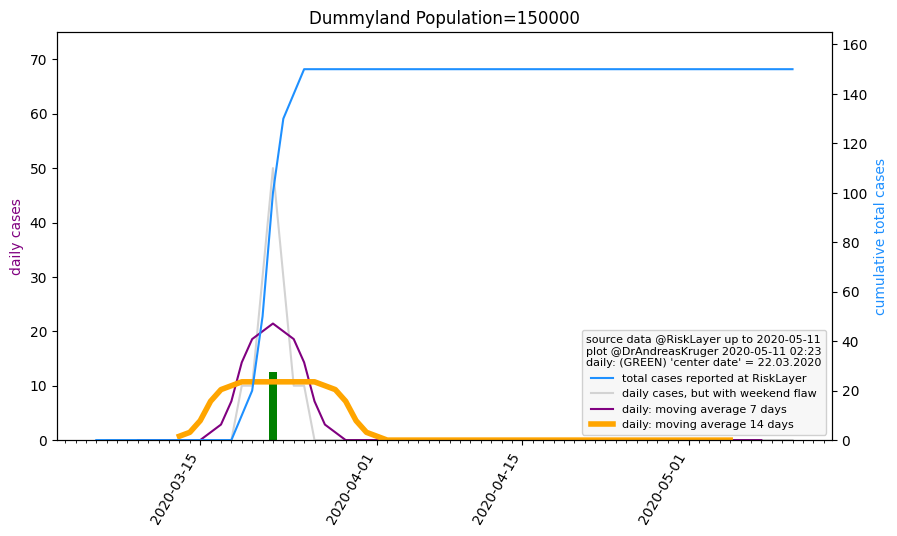 Dummyland Population=150000
70
60
50
40
30
20
10
0
daily cases
160
140
120
100
80
60
40
20
0
cumulative total cases
source data @RiskLayer up to 2020-05-11
plot @DrAndreasKruger 2020-05-11 02:23
daily: (GREEN) 'center date' = 22.03.2020
total cases reported at RiskLayer
daily cases, but with weekend flaw
daily: moving average 7 days
daily: moving average 14 days
2020-03-15
2020-04-01
2020-04-15
2020-05-01